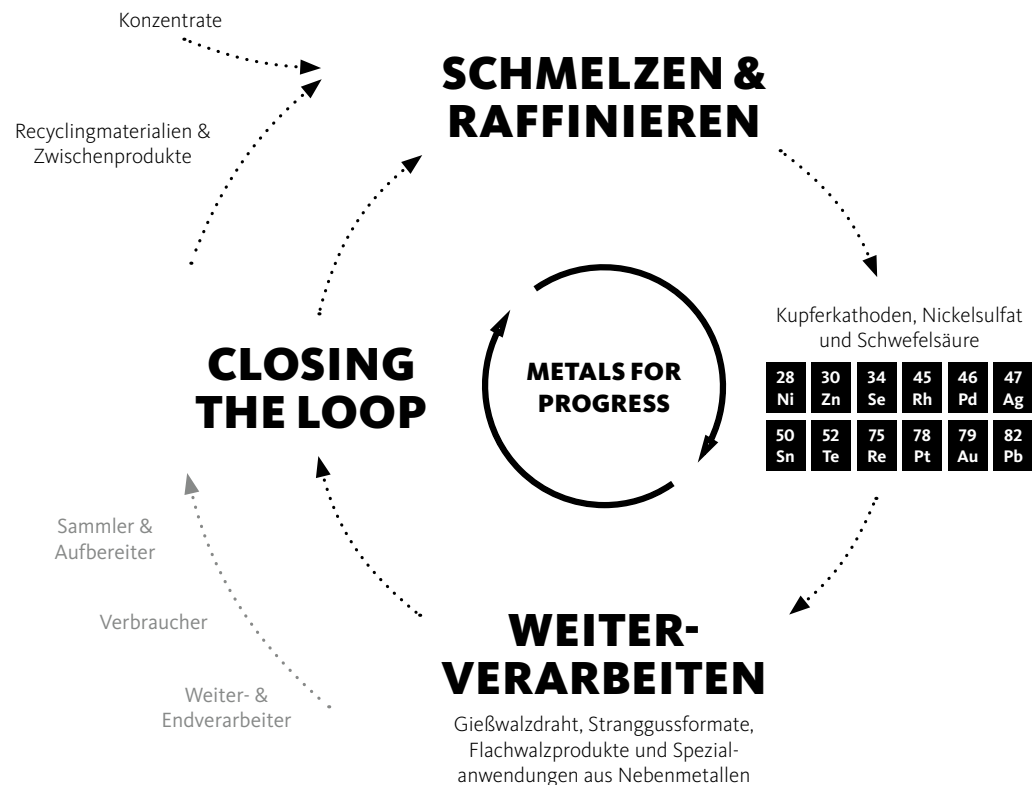 Konzentrate
SCHMELZEN &
RAFFINIEREN
Recyclingmaterialien &
Zwischenprodukte
Kupferkathoden, Nickelsulfat
und Schwefelsäure
28 30 34 45 46 47
Ni Zn Se Rh Pd Ag
50 52 75 78 79 82
Sn Te Re Pt Au Pb
CLOSING
THE LOOP
METALS FOR
PROGRESS
Sammler &
Aufbereiter
Verbraucher
Weiter- &
Endverarbeiter
WEITER-
VERARBEITEN
Gießwalzdraht, Stranggussformate,
Flachwalzprodukte und Spezial-
anwendungen aus Nebenmetallen